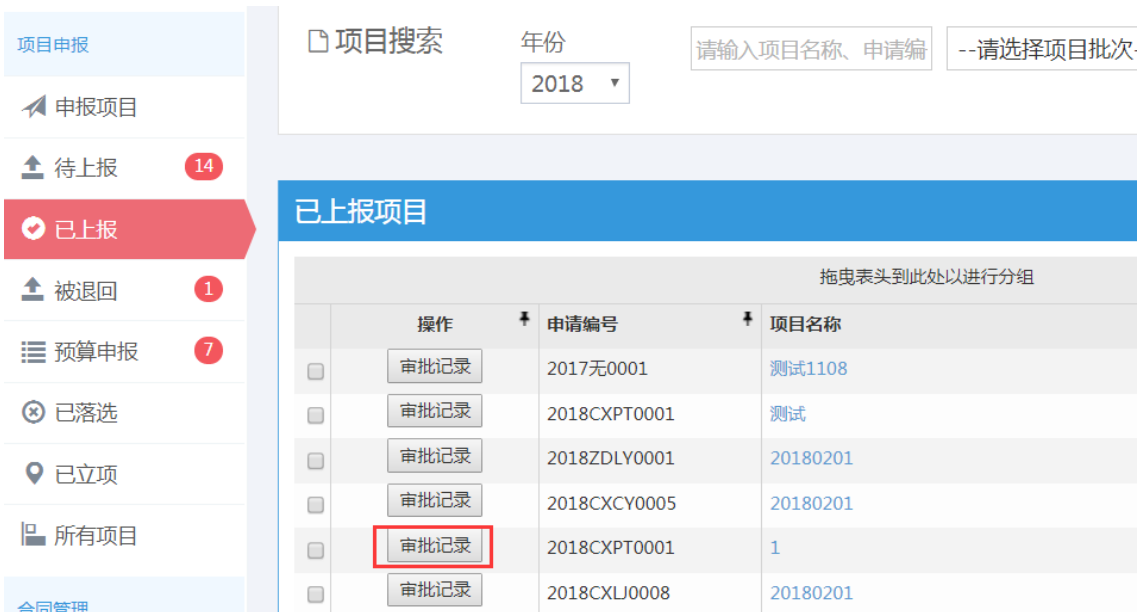 项目申报
申报项目
待上报 14
已上报
被退回 1
预算申报 7
已落选
已立项
所有项目
合同管理
项目搜索
年份
2018
请输入项目名称、申请编
--请选择项目批次-
已上报项目
拖曳表头到此处以进行分组
操作 申请编号 项目名称
审批记录 2017无0001 测试1108
审批记录 2018CXPT0001 测试
审批记录 2018ZDLY0001 20180201
审批记录 2018CXCY0005 20180201
审批记录 2018CXPT0001 1
审批记录 2018CXLJ0008 20180201